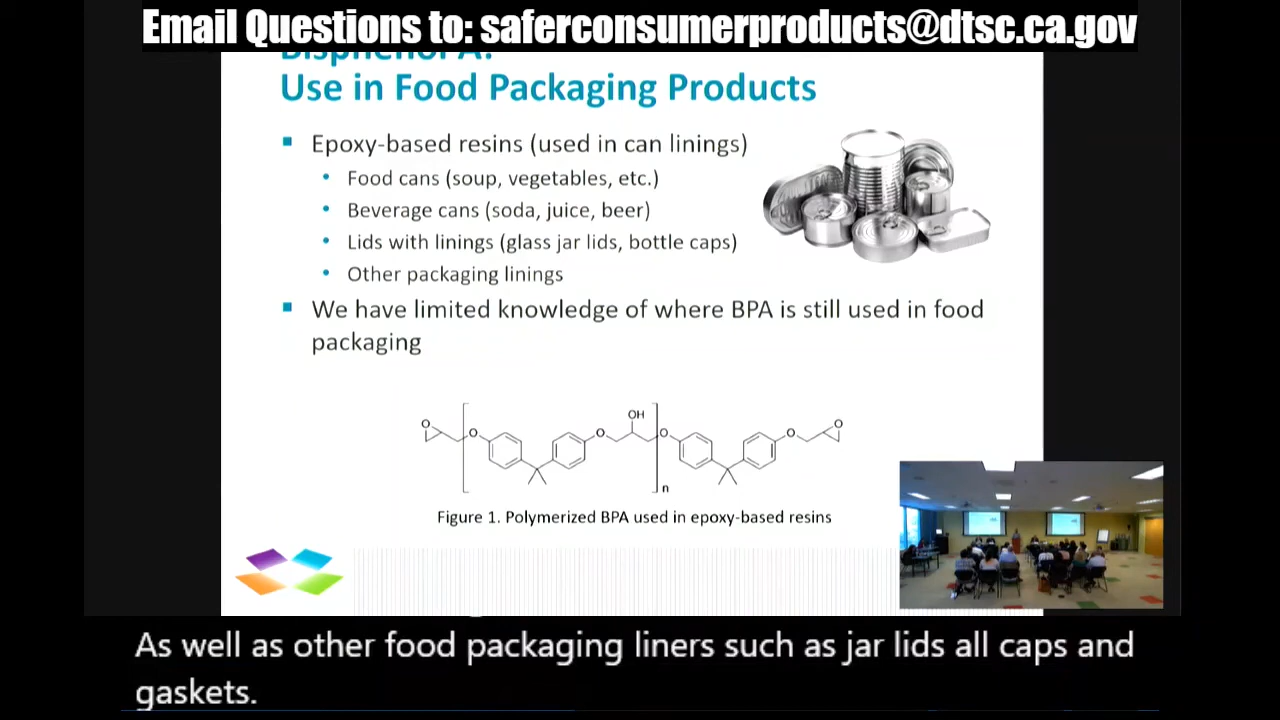 Email Questions to: saferconsumerproducts@dtsc.ca.gov
Bisphenol A:
Use in Food Packaging Products
Epoxy-based resins (used in can linings)
Food cans (soup, vegetables, etc.)
Beverage cans (soda, juice, beer)
Lids with linings (glass jar lids, bottle caps)
Other packaging linings
We have limited knowledge of where BPA is still used in food
packaging
O
O
OH
O
O
O
O
n
Figure 1. Polymerized BPA used in epoxy-based resins
As well as other food packaging liners such as jar lids all caps and
gaskets.